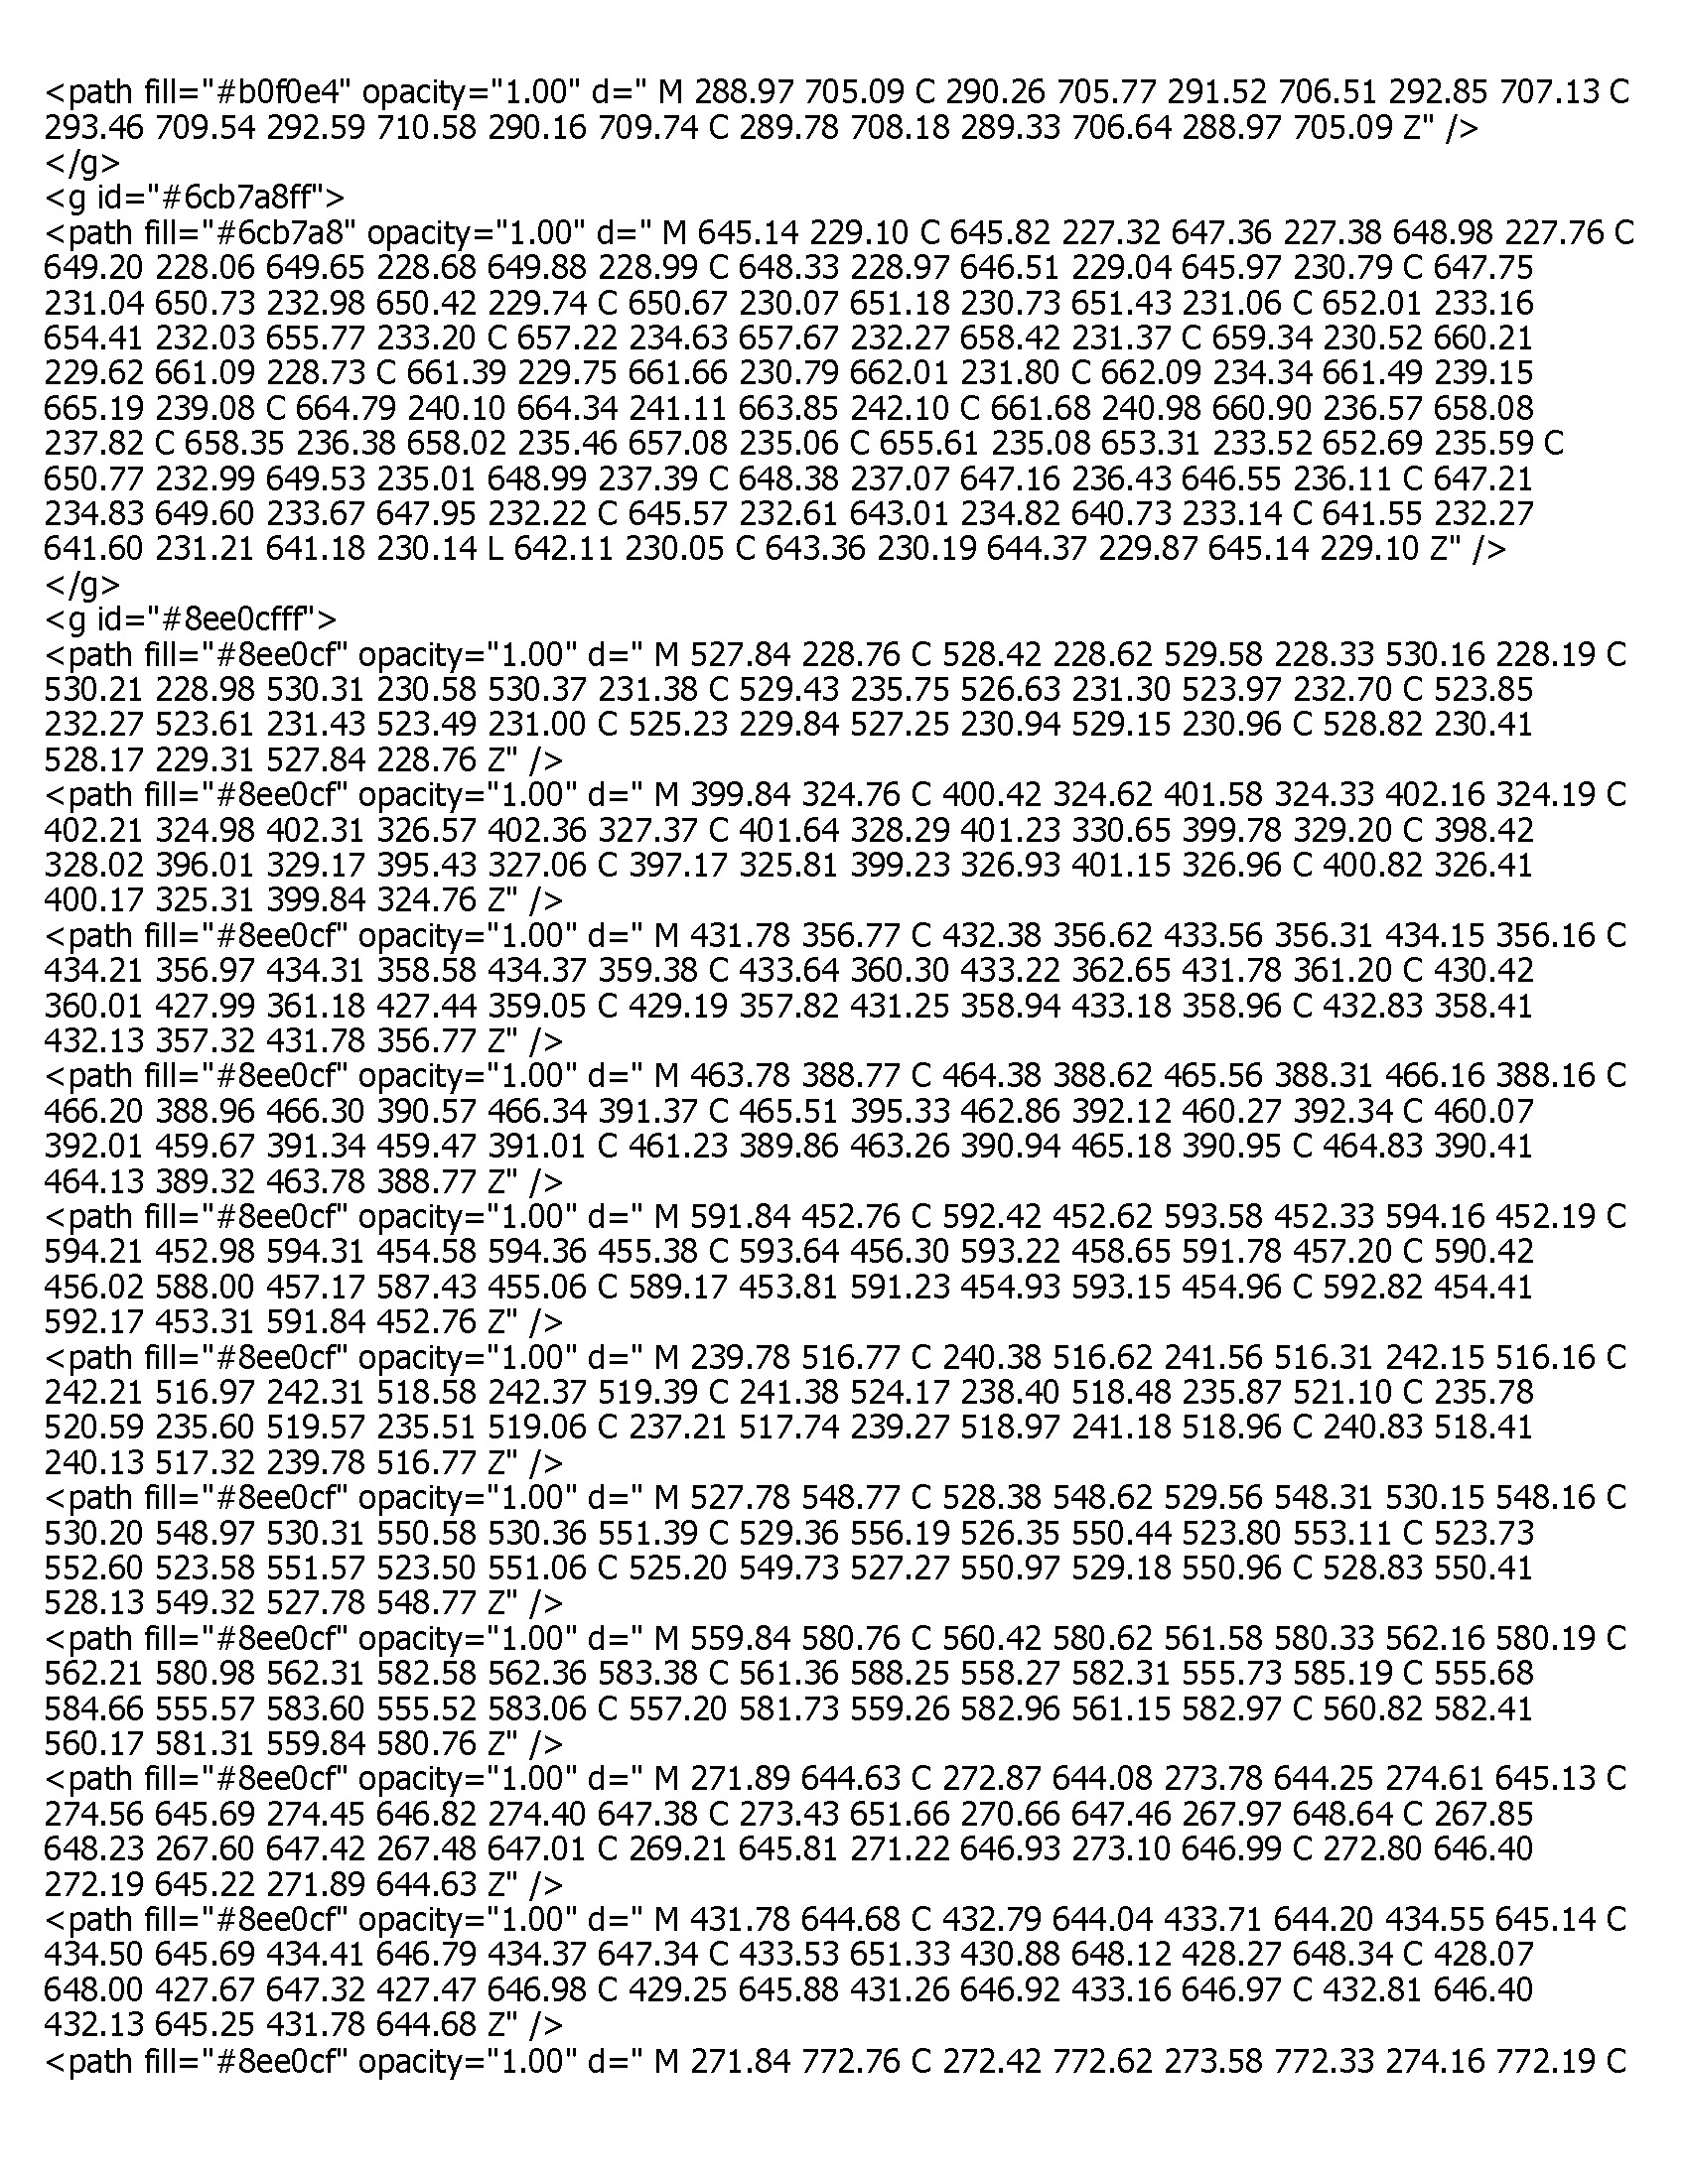 <path fill="#b0f0e4" opacity="1.00" d=" M 288.97 705.09 C 290.26 705.77 291.52 706.51 292.85 707.13 C
293.46 709.54 292.59 710.58 290.16 709.74 C 289.78 708.18 289.33 706.64 288.97 705.09 Z" />
</g>
<g id="#6cb7a8ff">
<path fill="#6cb7a8" opacity="1.00" d=" M 645.14 229.10 C 645.82 227.32 647.36 227.38 648.98 227.76 C
649.20 228.06 649.65 228.68 649.88 228.99 C 648.33 228.97 646.51 229.04 645.97 230.79 C 647.75
231.04 650.73 232.98 650.42 229.74 C 650.67 230.07 651.18 230.73 651.43 231.06 C 652.01 233.16
654.41 232.03 655.77 233.20 C 657.22 234.63 657.67 232.27 658.42 231.37 C 659.34 230.52 660.21
229.62 661.09 228.73 C 661.39 229.75 661.66 230.79 662.01 231.80 C 662.09 234.34 661.49 239.15
665.19 239.08 C 664.79 240.10 664.34 241.11 663.85 242.10 C 661.68 240.98 660.90 236.57 658.08
237.82 C 658.35 236.38 658.02 235.46 657.08 235.06 C 655.61 235.08 653.31 233.52 652.69 235.59 C
650.77 232.99 649.53 235.01 648.99 237.39 C 648.38 237.07 647.16 236.43 646.55 236.11 C 647.21
234.83 649.60 233.67 647.95 232.22 C 645.57 232.61 643.01 234.82 640.73 233.14 C 641.55 232.27
641.60 231.21 641.18 230.14 L 642.11 230.05 C 643.36 230.19 644.37 229.87 645.14 229.10 Z" />
</g>
<g id="#8ee0cfff">
<path fill="#8ee0cf" opacity="1.00" d=" M 527.84 228.76 C 528.42 228.62 529.58 228.33 530.16 228.19 C
530.21 228.98 530.31 230.58 530.37 231.38 C 529.43 235.75 526.63 231.30 523.97 232.70 C 523.85
232.27 523.61 231.43 523.49 231.00 C 525.23 229.84 527.25 230.94 529.15 230.96 C 528.82 230.41
528.17 229.31 527.84 228.76 Z" />
<path fill="#8ee0cf" opacity="1.00" d=" M 399.84 324.76 C 400.42 324.62 401.58 324.33 402.16 324.19 C
402.21 324.98 402.31 326.57 402.36 327.37 C 401.64 328.29 401.23 330.65 399.78 329.20 C 398.42
328.02 396.01 329.17 395.43 327.06 C 397.17 325.81 399.23 326.93 401.15 326.96 C 400.82 326.41
400.17 325.31 399.84 324.76 Z" />
<path fill="#8ee0cf" opacity="1.00" d=" M 431.78 356.77 C 432.38 356.62 433.56 356.31 434.15 356.16 C
434.21 356.97 434.31 358.58 434.37 359.38 C 433.64 360.30 433.22 362.65 431.78 361.20 C 430.42
360.01 427.99 361.18 427.44 359.05 C 429.19 357.82 431.25 358.94 433.18 358.96 C 432.83 358.41
432.13 357.32 431.78 356.77 Z" />
<path fill="#8ee0cf" opacity="1.00" d=" M 463.78 388.77 C 464.38 388.62 465.56 388.31 466.16 388.16 C
466.20 388.96 466.30 390.57 466.34 391.37 C 465.51 395.33 462.86 392.12 460.27 392.34 C 460.07
392.01 459.67 391.34 459.47 391.01 C 461.23 389.86 463.26 390.94 465.18 390.95 C 464.83 390.41
464.13 389.32 463.78 388.77 Z" />
<path fill="#8ee0cf" opacity="1.00" d=" M 591.84 452.76 C 592.42 452.62 593.58 452.33 594.16 452.19 C
594.21 452.98 594.31 454.58 594.36 455.38 C 593.64 456.30 593.22 458.65 591.78 457.20 C 590.42
456.02 588.00 457.17 587.43 455.06 C 589.17 453.81 591.23 454.93 593.15 454.96 C 592.82 454.41
592.17 453.31 591.84 452.76 Z" />
<path fill="#8ee0cf" opacity="1.00" d=" M 239.78 516.77 C 240.38 516.62 241.56 516.31 242.15 516.16 C
242.21 516.97 242.31 518.58 242.37 519.39 C 241.38 524.17 238.40 518.48 235.87 521.10 C 235.78
520.59 235.60 519.57 235.51 519.06 C 237.21 517.74 239.27 518.97 241.18 518.96 C 240.83 518.41
240.13 517.32 239.78 516.77 Z" />
<path fill="#8ee0cf" opacity="1.00" d=" M 527.78 548.77 C 528.38 548.62 529.56 548.31 530.15 548.16 C
530.20 548.97 530.31 550.58 530.36 551.39 C 529.36 556.19 526.35 550.44 523.80 553.11 C 523.73
552.60 523.58 551.57 523.50 551.06 C 525.20 549.73 527.27 550.97 529.18 550.96 C 528.83 550.41
528.13 549.32 527.78 548.77 Z" />
<path fill="#8ee0cf" opacity="1.00" d=" M 559.84 580.76 C 560.42 580.62 561.58 580.33 562.16 580.19 C
562.21 580.98 562.31 582.58 562.36 583.38 C 561.36 588.25 558.27 582.31 555.73 585.19 C 555.68
584.66 555.57 583.60 555.52 583.06 C 557.20 581.73 559.26 582.96 561.15 582.97 C 560.82 582.41
560.17 581.31 559.84 580.76 Z" />
<path fill="#8ee0cf" opacity="1.00" d=" M 271.89 644.63 C 272.87 644.08 273.78 644.25 274.61 645.13 C
274.56 645.69 274.45 646.82 274.40 647.38 C 273.43 651.66 270.66 647.46 267.97 648.64 C 267.85
648.23 267.60 647.42 267.48 647.01 C 269.21 645.81 271.22 646.93 273.10 646.99 C 272.80 646.40
272.19 645.22 271.89 644.63 Z" />
<path fill="#8ee0cf" opacity="1.00" d=" M 431.78 644.68 C 432.79 644.04 433.71 644.20 434.55 645.14 C
434.50 645.69 434.41 646.79 434.37 647.34 C 433.53 651.33 430.88 648.12 428.27 648.34 C 428.07
648.00 427.67 647.32 427.47 646.98 C 429.25 645.88 431.26 646.92 433.16 646.97 C 432.81 646.40
432.13 645.25 431.78 644.68 Z" />
<path fill="#8ee0cf" opacity="1.00" d=" M 271.84 772.76 C 272.42 772.62 273.58 772.33 274.16 772.19 C